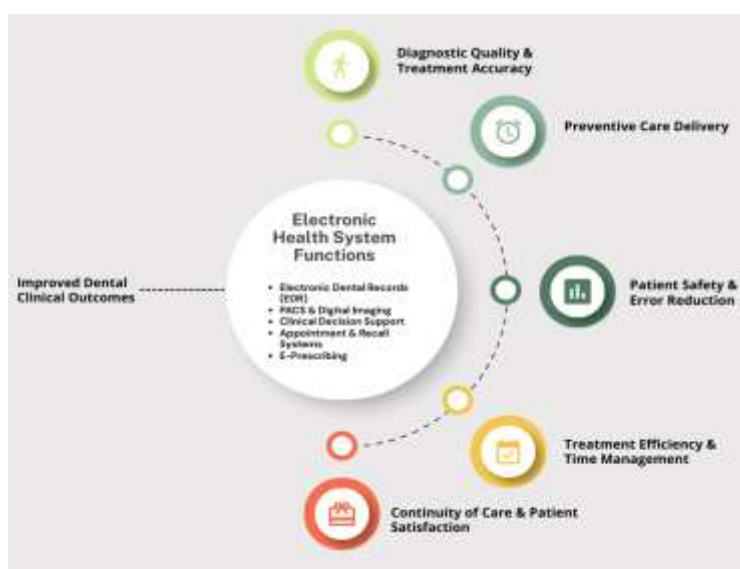 Diagnostic Quality &
Treatment Accuracy
Preventive Care Delivery
Electronic
Health System
Functions
• Electronic Dental Records
(EDR)
• PACS & Digital Imaging
• Clinical Decision Support
• Appointment & Recall
Systems
• E-Prescribing
Improved Dental
Clinical Outcomes
Patient Safety &
Error Reduction
Treatment Efficiency &
Time Management
Continuity of Care & Patient
Satisfaction